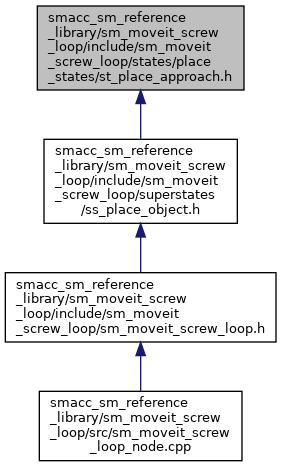 smacc_sm_reference
_library/sm_moveit_screw
_loop/include/sm_moveit
_screw_loop/states/place
_states/st_place_approach.h
smacc_sm_reference
_library/sm_moveit_screw
_loop/include/sm_moveit
_screw_loop/superstates
/ss_place_object.h
smacc_sm_reference
_library/sm_moveit_screw
_loop/include/sm_moveit
_screw_loop/sm_moveit_screw_loop.h
smacc_sm_reference
_library/sm_moveit_screw
_loop/src/sm_moveit_screw
_loop_node.cpp